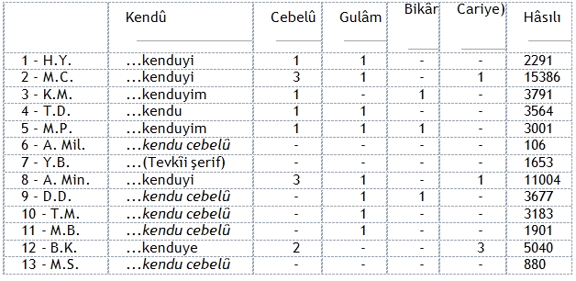 Kendû Cebelû Gulâm Bikâr Cariye) Hâsılı
1 - H.Y. ...kenduyi 1 1 - - 2291
2 - M.C. ...kenduyi 3 1 - 1 15386
3 - K.M. ...kenduyim 1 - 1 - 3791
4 - T.D. ...kendu 1 1 - - 3564
5 - M.P. ...kenduyim 1 1 1 - 3001
6 - A. Mil. ...kendu cebelû - - - - 106
7 - Y.B. ...(Tevkîi şerif) - - - - 1653
8 - A. Min. ...kenduyi 3 1 - 1 11004
9 - D.D. ...kendu cebelû - 1 1 - 3677
10 - T.M. ...kendu cebelû - 1 - - 3183
11 - M.B. ...kendu cebelû - 1 - - 1901
12 - B.K. ...kenduye 2 - - 3 5040
13 - M.S. ...kendu cebelû - - - - 880